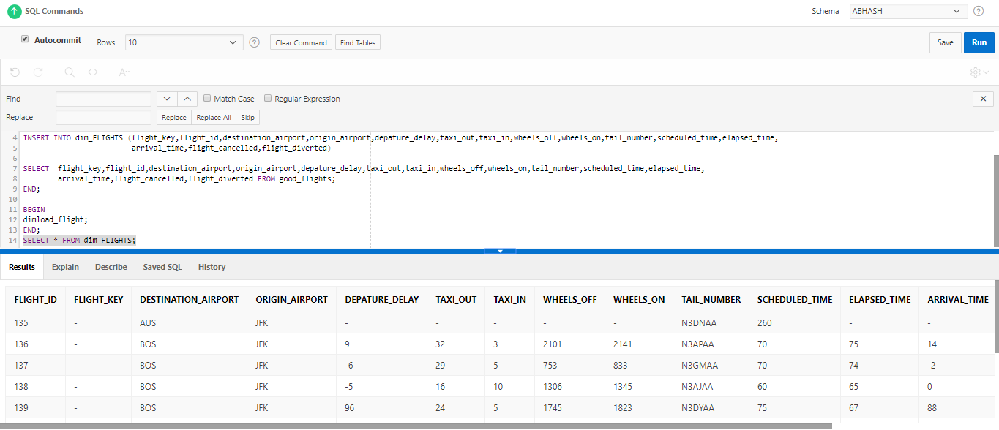 SQL Commands Schema ABHASH
Autocommit Rows 10 Clear Command Find Tables Save Run
Find Match Case Regular Expression
Replace Replace Replace All Skip
4 INSERT INTO dim_FLIGHTS (flight_key,flight_id,destination_airport,origin_airport,depature_delay,taxi_out,taxi_in,wheels_off,wheels_on,tail_number,scheduled_time,elapsed_time,
5 arrival_time,flight_cancelled,flight_diverted)
6
7 SELECT flight_key,flight_id,destination_airport,origin_airport,depature_delay,taxi_out,taxi_in,wheels_off,wheels_on,tail_number,scheduled_time,elapsed_time,
8 arrival_time,flight_cancelled,flight_diverted FROM good_flights;
9 END;
10
11 BEGIN
12 dimload_flight;
13 END;
14 SELECT * FROM dim_FLIGHTS;
Results Explain Describe Saved SQL History
FLIGHT_ID FLIGHT_KEY DESTINATION_AIRPORT ORIGIN_AIRPORT DEPATURE_DELAY TAXI_OUT TAXI_IN WHEELS_OFF WHEELS_ON TAIL_NUMBER SCHEDULED_TIME ELAPSED_TIME ARRIVAL_TIME
135 - AUS JFK - - - - - N3DNAA 260 - -
136 - BOS JFK 9 32 3 2101 2141 N3APAA 70 75 14
137 - BOS JFK -6 29 5 753 833 N3GMAA 70 74 -2
138 - BOS JFK -5 16 10 1306 1345 N3AJAA 60 65 0
139 - BOS JFK 96 24 5 1745 1823 N3DYAA 75 67 88